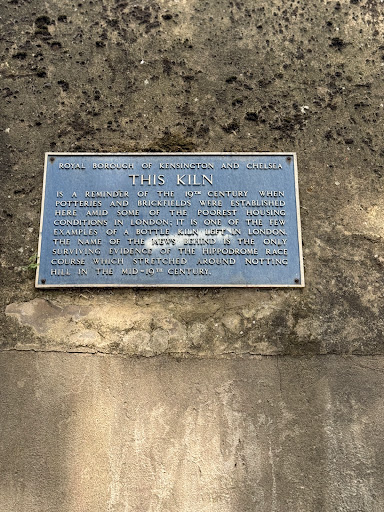 ROYAL BOROUGH OF KENSINGTON AND CHELSEA
THIS KILN
IS A REMINDER OF THE 19TH CENTURY WHEN
POTTERIES AND BRICKFIELDS WERE ESTABLISHED
HERE AMID SOME OF THE POOREST HOUSING
CONDITIONS IN LONDON. IT IS ONE OF THE FEW
EXAMPLES OF A BOTTLE KILN LEFT IN LONDON.
THE NAME OF THE MEWS BEHIND IS THE ONLY
SURVIVING EVIDENCE OF THE HIPPODROME RACE
COURSE WHICH STRETCHED AROUND NOTTING
HILL IN THE MID-19TH CENTURY.